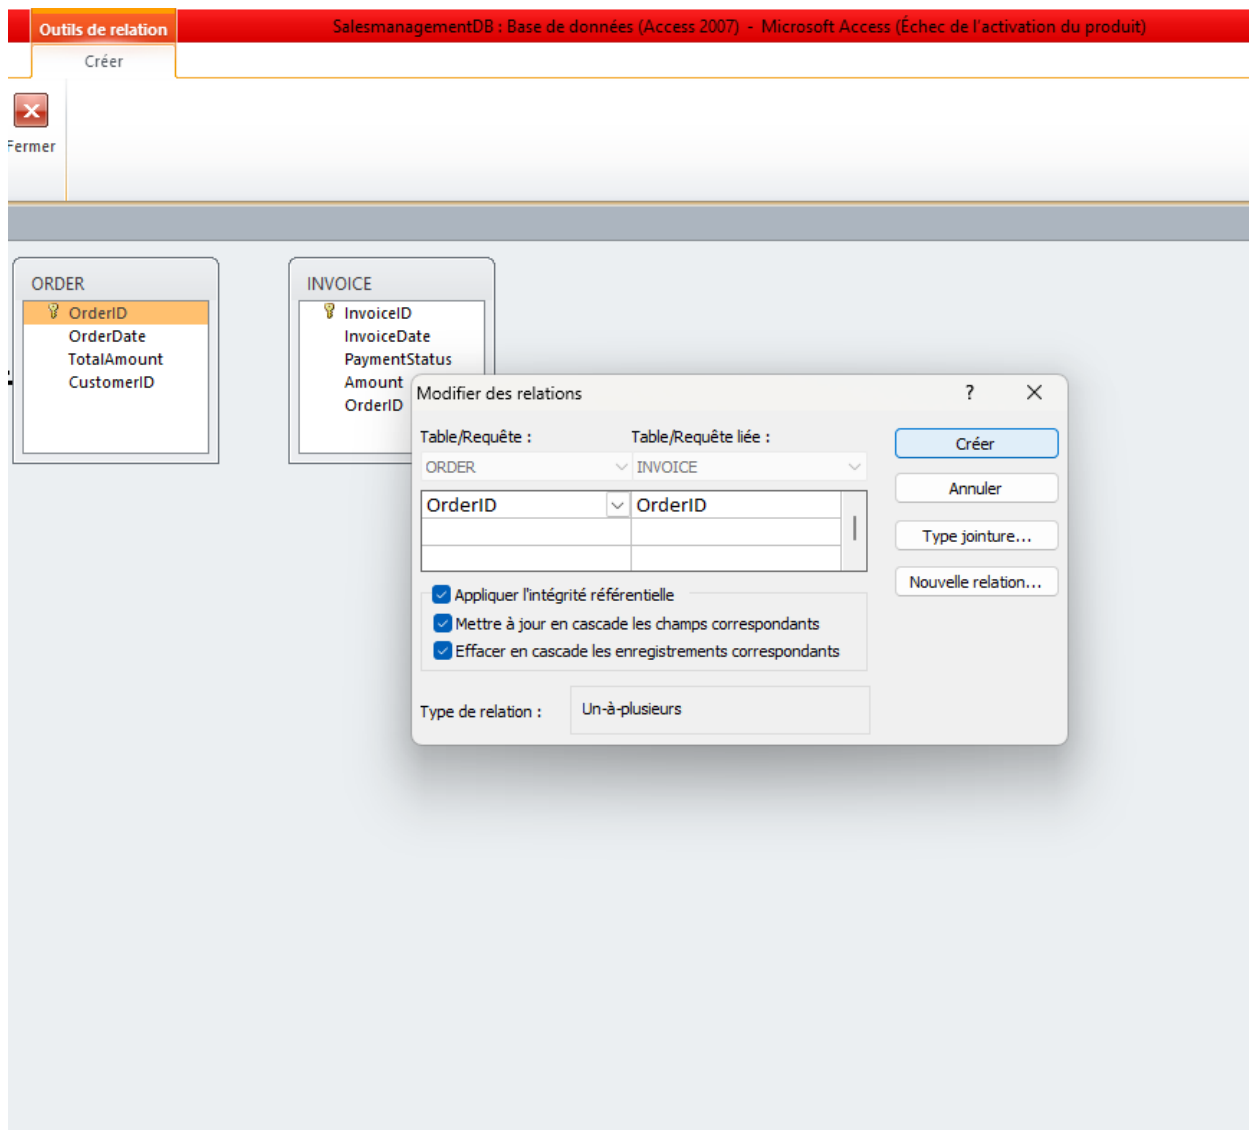 Outils de relation
SalesmanagementDB : Base de données (Access 2007) - Microsoft Access (Échec de l'activation du produit)
Créer
Fermer
ORDER
OrderID
OrderDate
TotalAmount
CustomerID
INVOICE
InvoiceID
InvoiceDate
PaymentStatus
Amount
OrderID
Modifier des relations
?
Table/Requête :
Table/Requête liée :
ORDER
INVOICE
OrderID
OrderID
Appliquer l'intégrité référentielle
Mettre à jour en cascade les champs correspondants
Effacer en cascade les enregistrements correspondants
Type de relation :
Un-à-plusieurs
Créer
Annuler
Type jointure...
Nouvelle relation...